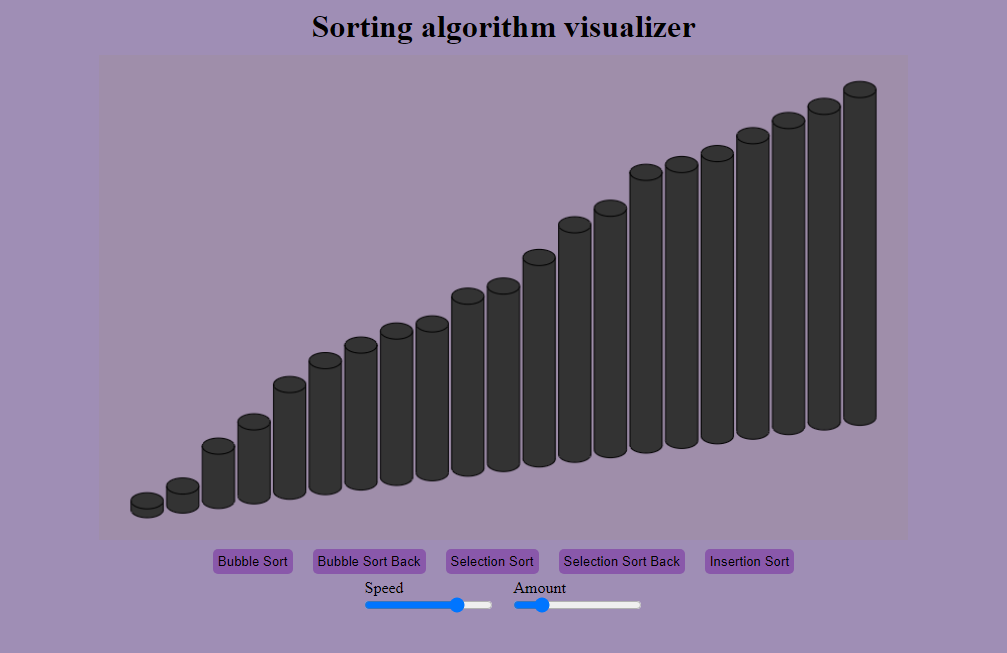 Sorting algorithm visualizer
Bubble Sort Bubble Sort Back Selection Sort Selection Sort Back Insertion Sort
Speed Amount